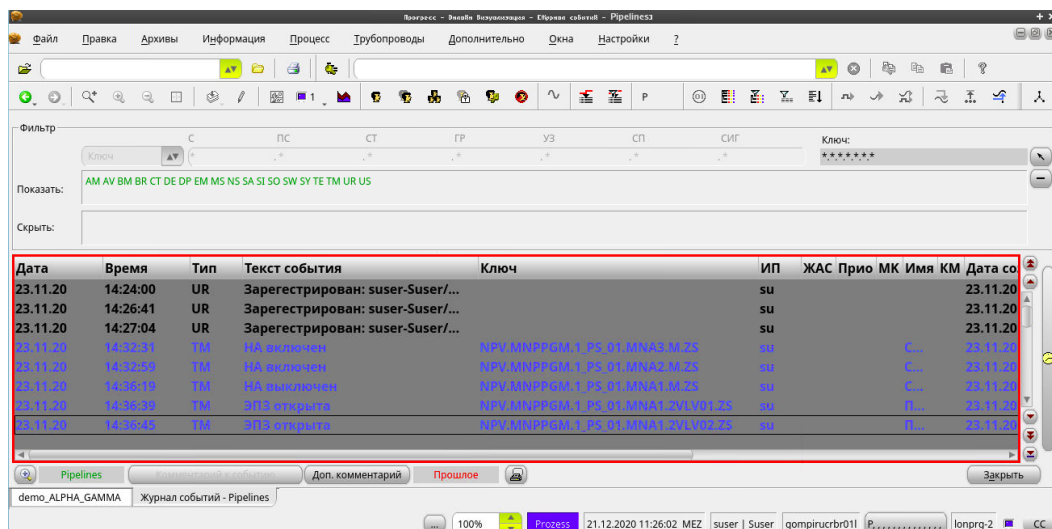 Прогресс - Онлайн Визуализация - Журнал событий - Pipelines3
Файл Правка Архивы Информация Процесс Трубопроводы Дополнительно Окна Настройки ?
1 P
Фильтр
С ПС СТ ГР УЗ СП СИГ Ключ:
Ключ (* .* .* .* .* .* .* *.*.*.*.*.*.*
Показать: AM AV BM BR CT DE DP EM MS NS SA SI SO SW SY TE TM UR US
Скрыть:
Дата Время Тип Текст события Ключ ИП ЖАС Прио МК Имя КМ Дата со.
23.11.20 14:24:00 UR Зарегестрирован: suser-Suser/... su 23.11.20
23.11.20 14:26:41 UR Зарегестрирован: suser-Suser/... su 23.11.20
23.11.20 14:27:04 UR Зарегестрирован: suser-Suser/... su 23.11.20
23.11.20 14:32:31 TM НА включен NPV.MNPPGM.1_PS_01.MNA3.M.ZS su С... 23.11.20
23.11.20 14:32:59 TM НА включен NPV.MNPPGM.1_PS_01.MNA2.M.ZS su С... 23.11.20
23.11.20 14:36:19 TM НА выключен NPV.MNPPGM.1_PS_01.MNA1.M.ZS su С... 23.11.20
23.11.20 14:36:39 TM ЭПЗ открыта NPV.MNPPGM.1_PS_01.MNA1.2VLV01.ZS su П... 23.11.20
23.11.20 14:36:45 TM ЭПЗ открыта NPV.MNPPGM.1_PS_01.MNA1.2VLV02.ZS su П... 23.11.20
Pipelines Комментарий к событию Доп. комментарий Прошлое Закрыть
demo_ALPHA_GAMMA Журнал событий - Pipelines
... 100% Prozess 21.12.2020 11:26:02 MEZ suser | User gompirucrbr01l P,,,,,,,,,,,,, lonprg-2 CC